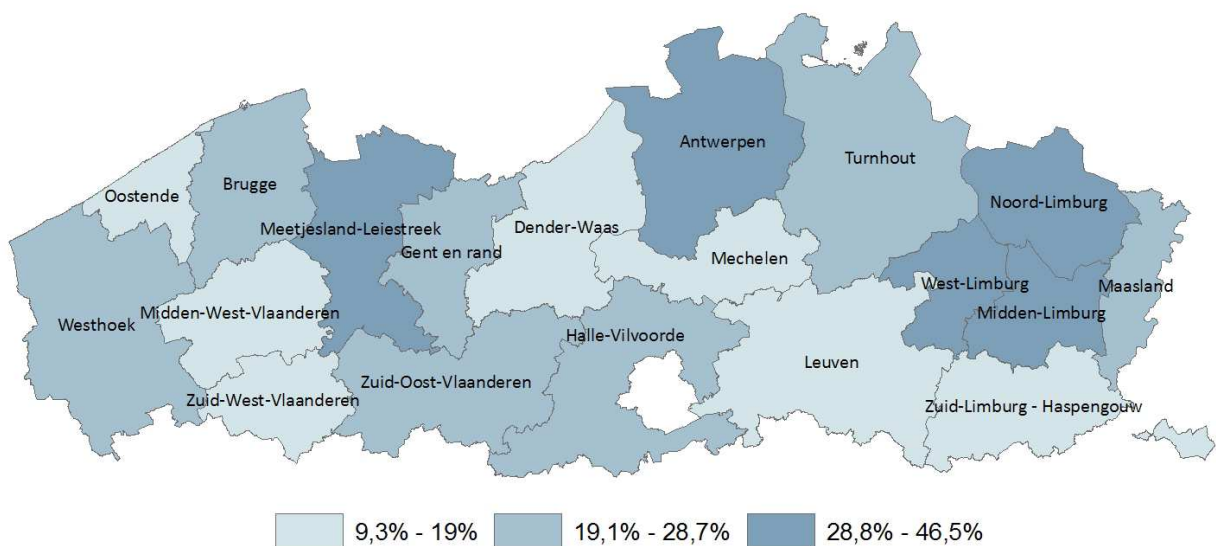 Antwerpen
Turnhout
Oostende
Brugge
Noord-Limburg
Meetjesland-Leiestreek
Gent en rand
Dender-Waas
Mechelen
West-Limburg
Maasland
Midden-West-Vlaanderen
Midden-Limburg
Westhoek
Halle-Vilvoorde
Leuven
Zuid-Oost-Vlaanderen
Zuid-West-Vlaanderen
Zuid-Limburg - Haspengouw
9,3% - 19%
19,1% - 28,7%
28,8% - 46,5%